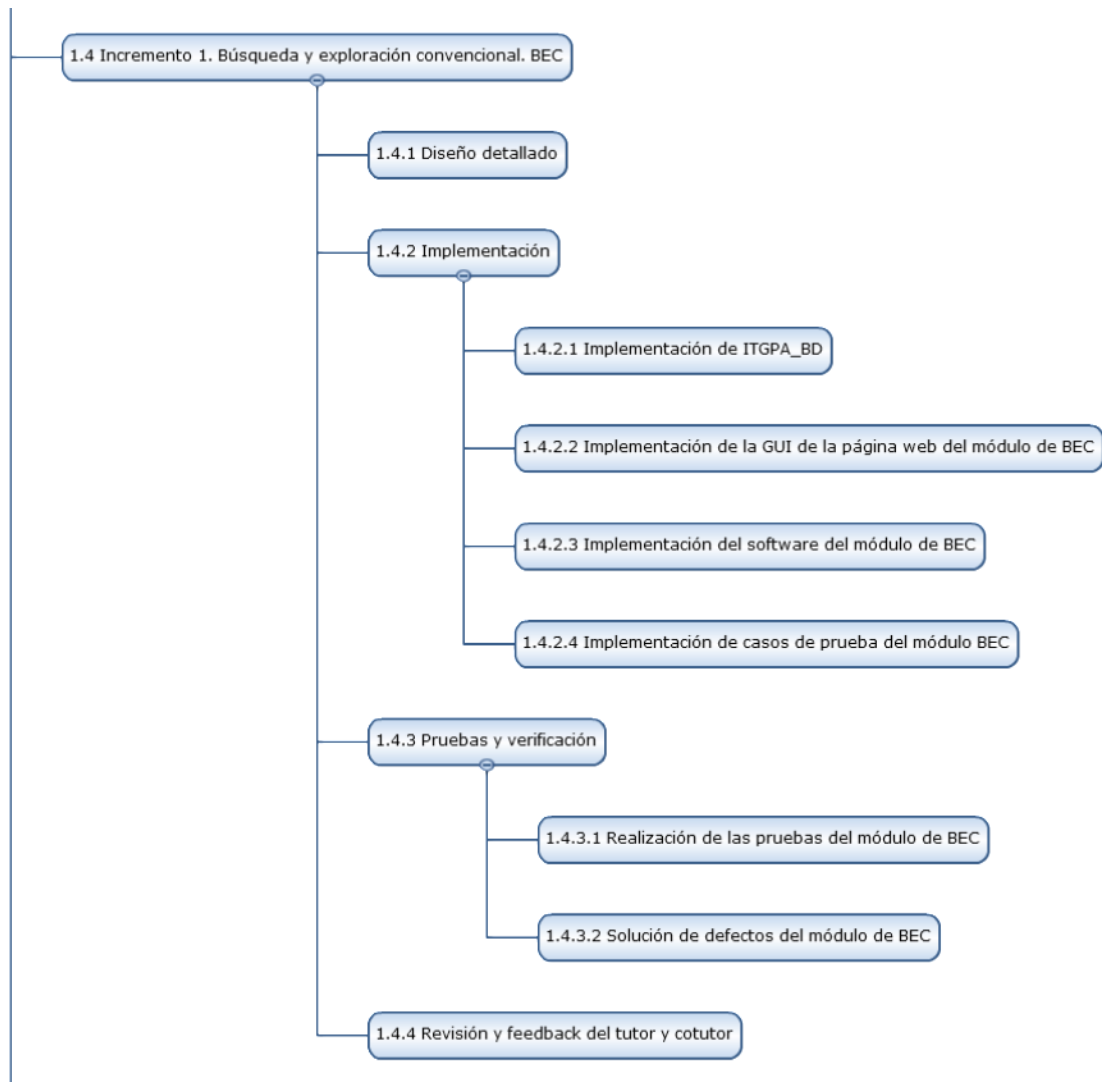 1.4 Incremento 1. Búsqueda y exploración convencional. BEC
1.4.1 Diseño detallado
1.4.2 Implementación
1.4.2.1 Implementación de ITGPA_BD
1.4.2.2 Implementación de la GUI de la página web del módulo de BEC
1.4.2.3 Implementación del software del módulo de BEC
1.4.2.4 Implementación de casos de prueba del módulo BEC
1.4.3 Pruebas y verificación
1.4.3.1 Realización de las pruebas del módulo de BEC
1.4.3.2 Solución de defectos del módulo de BEC
1.4.4 Revisión y feedback del tutor y cotutor